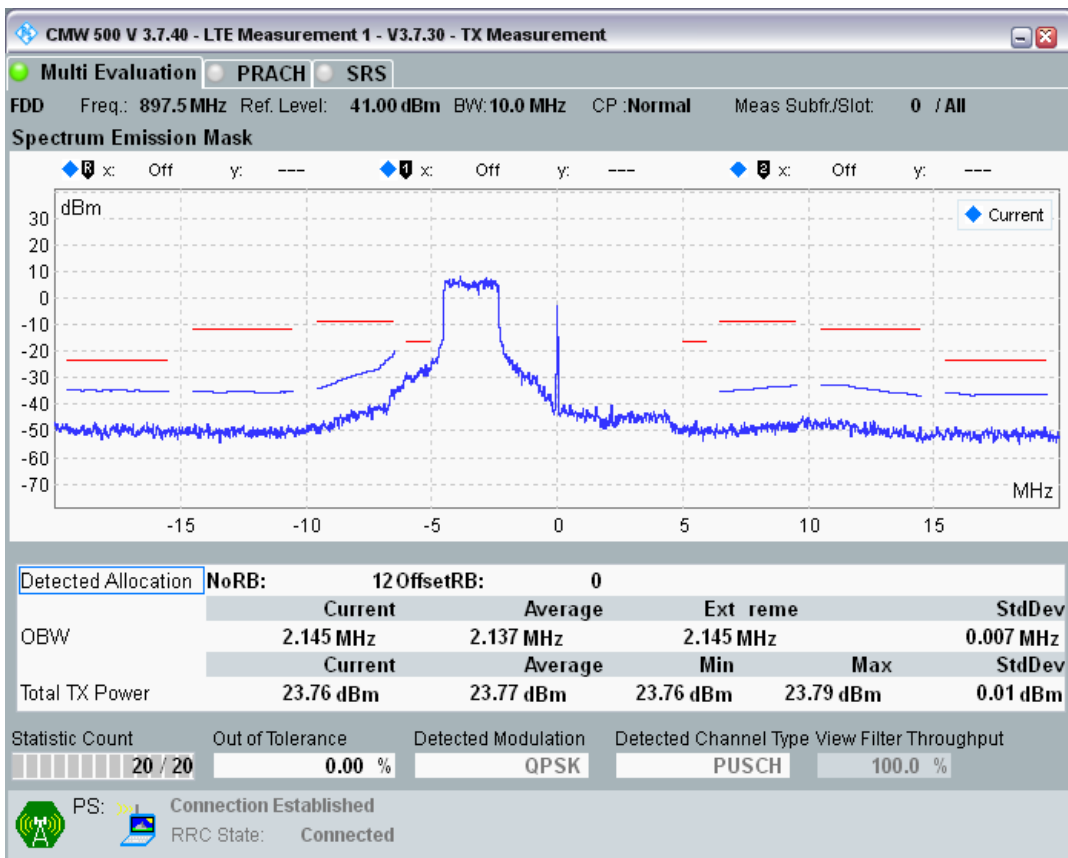 CMW 500 V 3.7.40 - LTE Measurement 1 - V3.7.30 - TX Measurement
Multi Evaluation PRACH SRS
FDD Freq.: 897.5 MHz Ref. Level: 41.00 dBm BW: 10.0 MHz CP :Normal Meas Subfr./Slot: 0 / All
Spectrum Emission Mask
R x: Off y: --- 1 x: Off y: --- 2 x: Off y: ---
dBm
Current
30
20
10
0
-10
-20
-30
-40
-50
-60
-70
MHz
-15 -10 -5 0 5 10 15
Detected Allocation NoRB: 12 OffsetRB: 0
Current Average Ext reme StdDev
OBW 2.145 MHz 2.137 MHz 2.145 MHz 0.007 MHz
Current Average Min Max StdDev
Total TX Power 23.76 dBm 23.77 dBm 23.76 dBm 23.79 dBm 0.01 dBm
Statistic Count Out of Tolerance Detected Modulation Detected Channel Type View Filter Throughput
20 / 20 0.00 % QPSK PUSCH 100.0 %
PS: Connection Established
RRC State: Connected